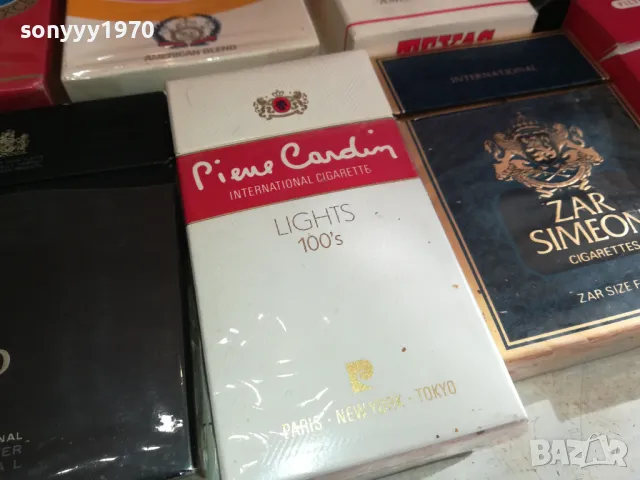 sonyyy1970
AMERICAN BLEND
INTERNATIONAL
Pierre Cardin
INTERNATIONAL CIGARETTE
LIGHTS
100's
PARIS · NEW YORK · TOKYO
ZAR
SIMEON
CIGARETTES
ZAR SIZE F
BAZAR